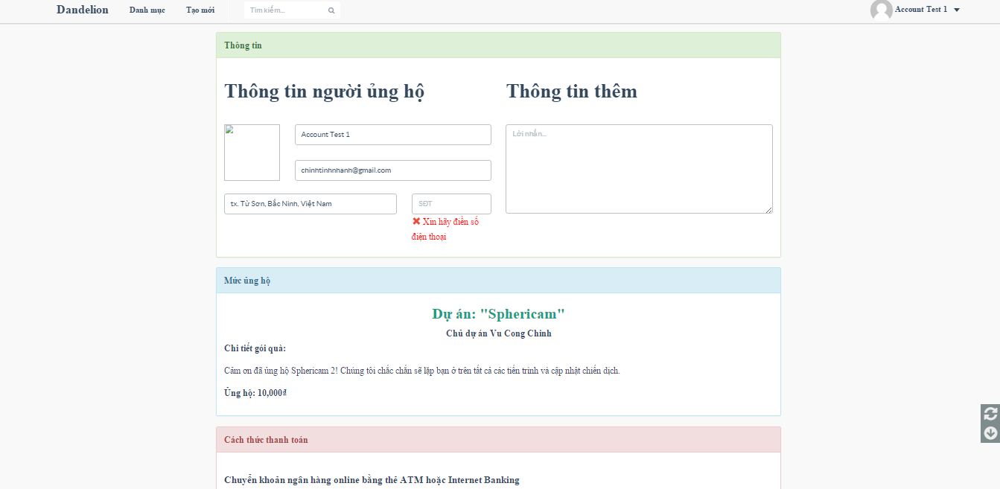 Dandelion Danh mục Tạo mới Tìm kiếm... Account Test 1
Thông tin
Thông tin người ủng hộ
Account Test 1
chinhtinhnhanh@gmail.com
tx. Từ Sơn, Bắc Ninh, Việt Nam
SĐT
Xin hãy điền số
điện thoại
Thông tin thêm
Lời nhắn...
Mức ủng hộ
Dự án: "Sphericam"
Chủ dự án Vu Cong Chinh
Chi tiết gói quà:
Cảm ơn đã ủng hộ Sphericam 2! Chúng tôi chắc chắn sẽ lặp bạn ở trên tất cả các tiến trình và cập nhật chiến dịch.
Ủng hộ: 10,000₫
Cách thức thanh toán
Chuyển khoản ngân hàng online bằng thẻ ATM hoặc Internet Banking